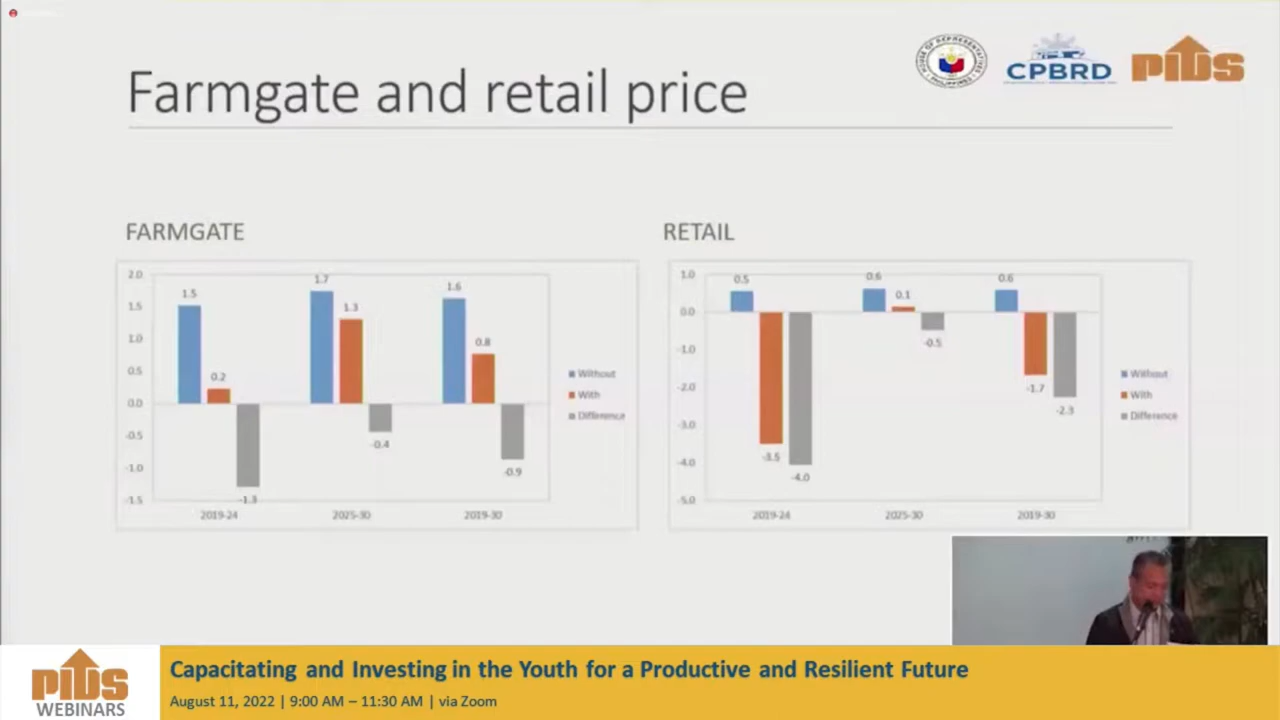 Farmgate and retail price
HOUSE OF REPRESENTATIVES
PHILIPPINES
CPBRD
PIDS
FARMGATE
2.0
1.5
1.0
0.5
0.0
-0.5
-1.0
-1.5
1.5
0.2
-1.3
1.7
1.3
-0.4
1.6
0.8
-0.9
2019-24
2025-30
2019-30
Without
With
Difference
RETAIL
1.0
0.0
-1.0
-2.0
-3.0
-4.0
-5.0
0.5
-3.5
-4.0
0.6
0.1
-0.5
0.6
-1.7
-2.3
2019-24
2025-30
2019-30
Without
With
Difference
PIDS
WEBINARS
Capacitating and Investing in the Youth for a Productive and Resilient Future
August 11, 2022 | 9:00 AM – 11:30 AM | via Zoom